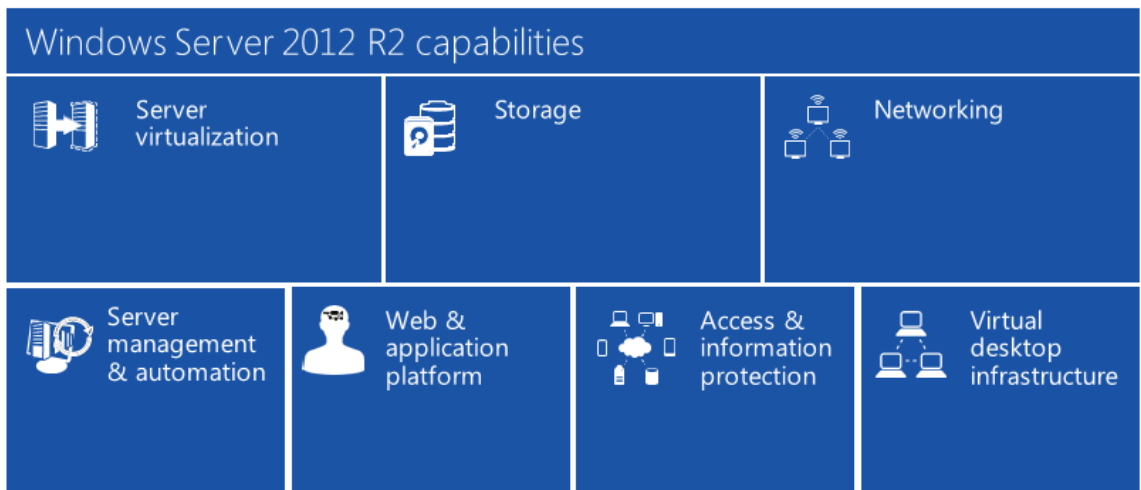 Windows Server 2012 R2 capabilities
Server
virtualization
Storage
Networking
Server
management
& automation
Web &
application
platform
Access &
information
protection
Virtual
desktop
infrastructure